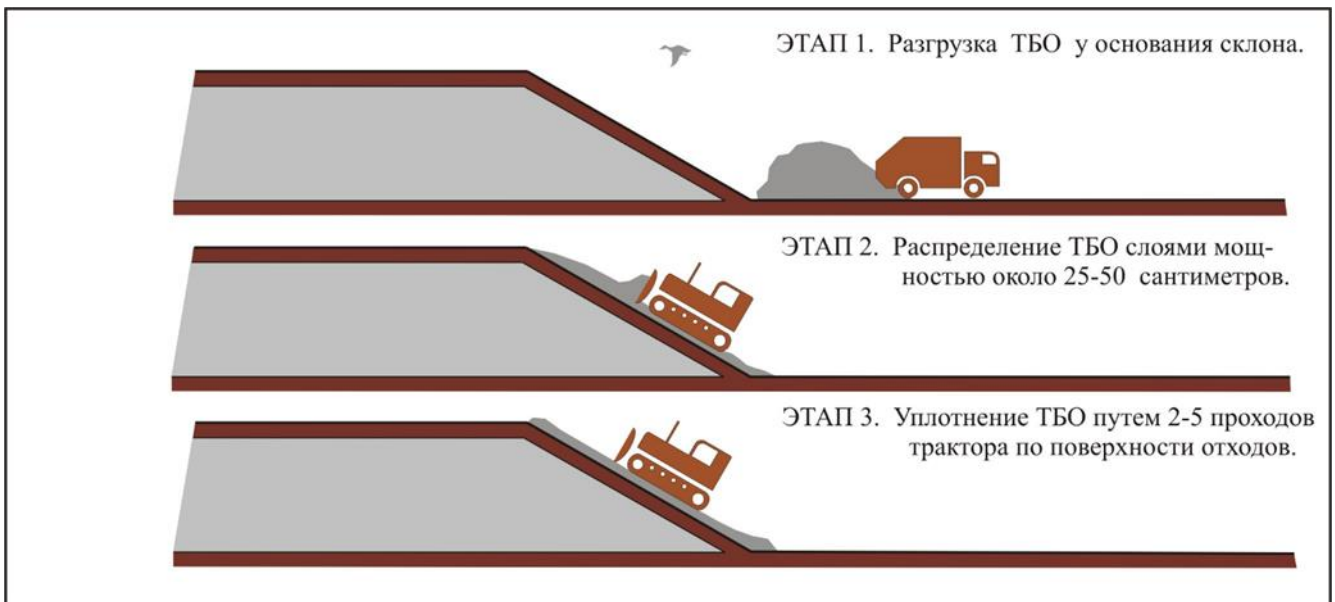 ЭТАП 1. Разгрузка ТБО у основания склона.
ЭТАП 2. Распределение ТБО слоями мощ-
ностью около 25-50 сантиметров.
ЭТАП 3. Уплотнение ТБО путем 2-5 проходов
трактора по поверхности отходов.